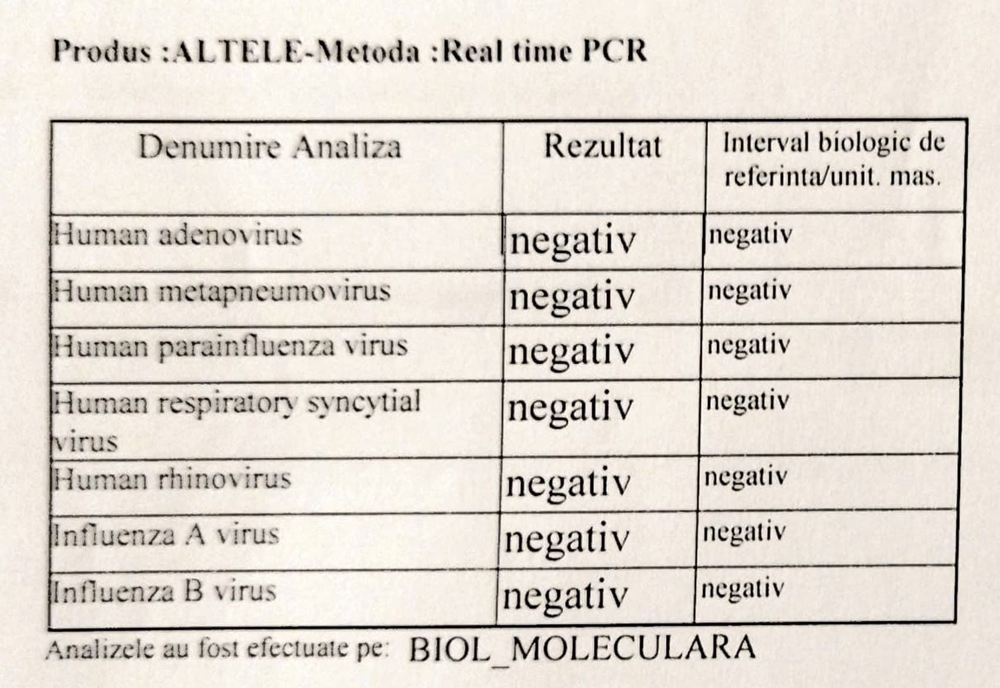 Produs :ALTELE-Metoda :Real time PCR
Denumire Analiza Rezultat Interval biologic de
referinta/unit. mas.
Human adenovirus negativ negativ
Human metapneumovirus negativ negativ
Human parainfluenza virus negativ negativ
Human respiratory syncytial negativ negativ
virus
Human rhinovirus negativ negativ
Influenza A virus negativ negativ
Influenza B virus negativ negativ
Analizele au fost efectuate pe: BIOL_MOLECULARA